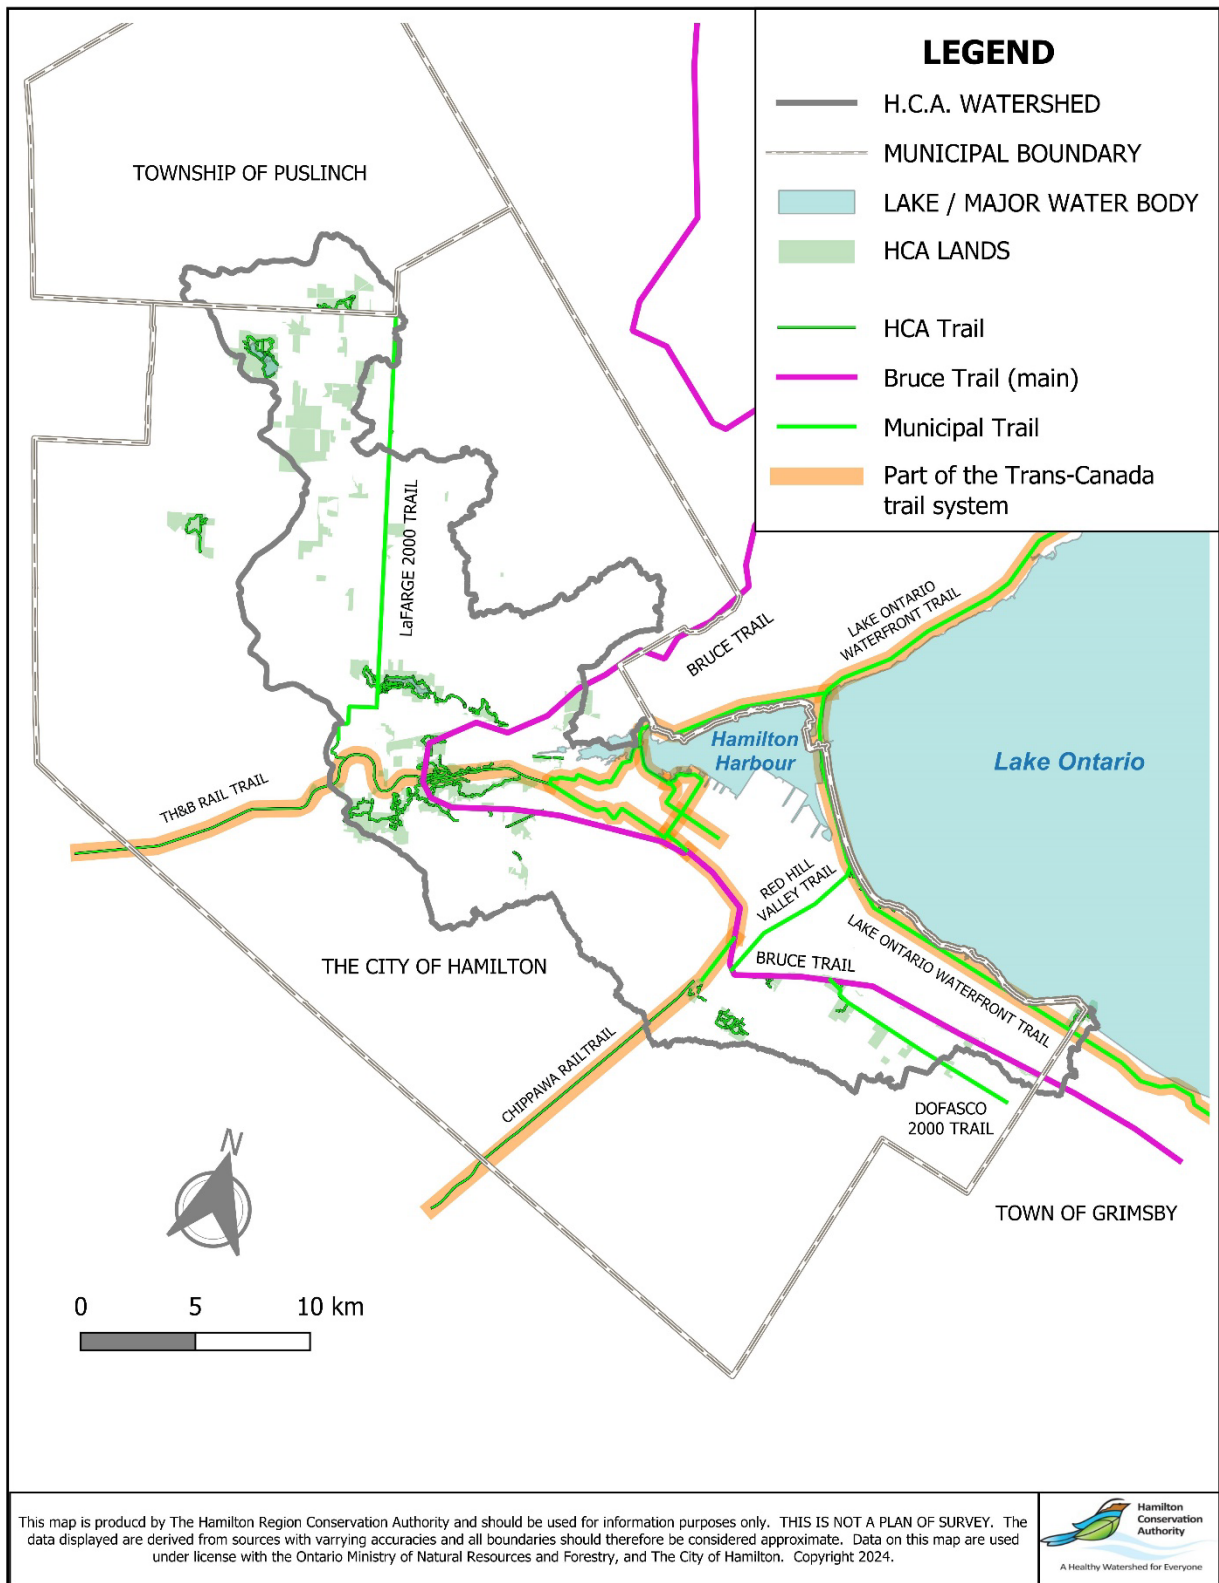 LEGEND
H.C.A. WATERSHED
MUNICIPAL BOUNDARY
LAKE / MAJOR WATER BODY
HCA LANDS
HCA Trail
Bruce Trail (main)
Municipal Trail
Part of the Trans-Canada
trail system
TOWNSHIP OF PUSLINCH
LaFARGE 2000 TRAIL
BRUCE TRAIL
LAKE ONTARIO
WATERFRONT TRAIL
Hamilton
Harbour
Lake Ontario
TH&B RAIL TRAIL
RED HILL
VALLEY TRAIL
THE CITY OF HAMILTON
BRUCE TRAIL
LAKE ONTARIO WATERFRONT TRAIL
CHIPPAWA RAILTRAIL
DOFASCO
2000 TRAIL
TOWN OF GRIMSBY
N
0 5 10 km
This map is producd by The Hamilton Region Conservation Authority and should be used for information purposes only. THIS IS NOT A PLAN OF SURVEY. The
data displayed are derived from sources with varrying accuracies and all boundaries should therefore be considered approximate. Data on this map are used
under license with the Ontario Ministry of Natural Resources and Forestry, and The City of Hamilton. Copyright 2024.
Hamilton
Conservation
Authority
A Healthy Watershed for Everyone